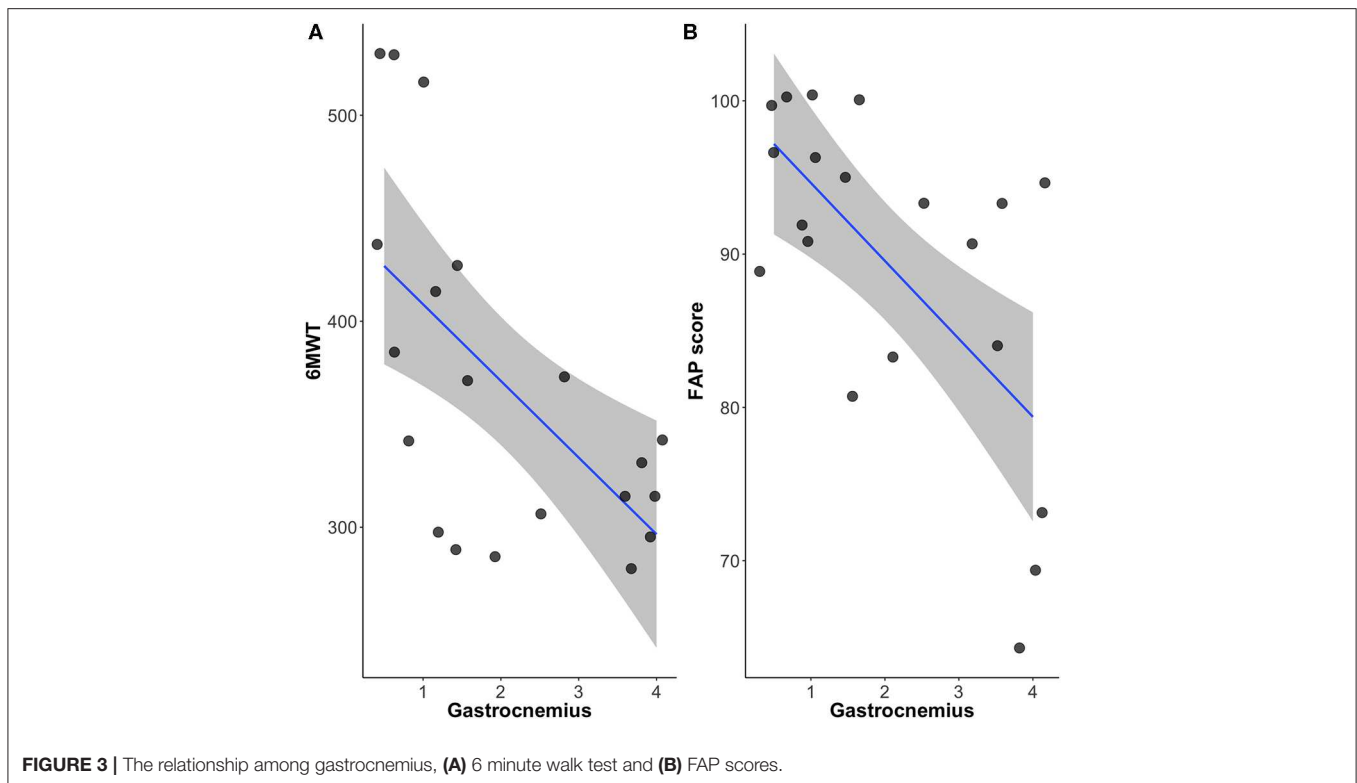 A
6MWT
500
400
300
1 2 3 4
Gastrocnemius
B
FAP score
100
90
80
70
1 2 3 4
Gastrocnemius
FIGURE 3 | The relationship among gastrocnemius, (A) 6 minute walk test and (B) FAP scores.